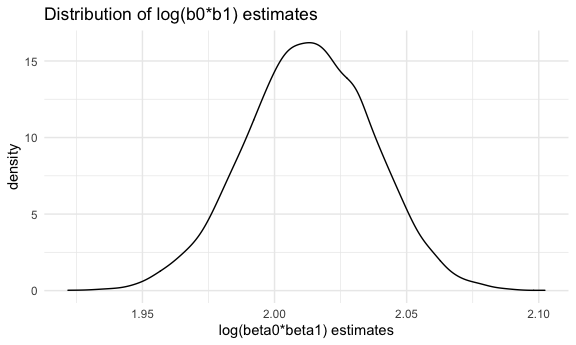 Distribution of log(b0*b1) estimates
density
15
10
5
0
1.95 2.00 2.05 2.10
log(beta0*beta1) estimates